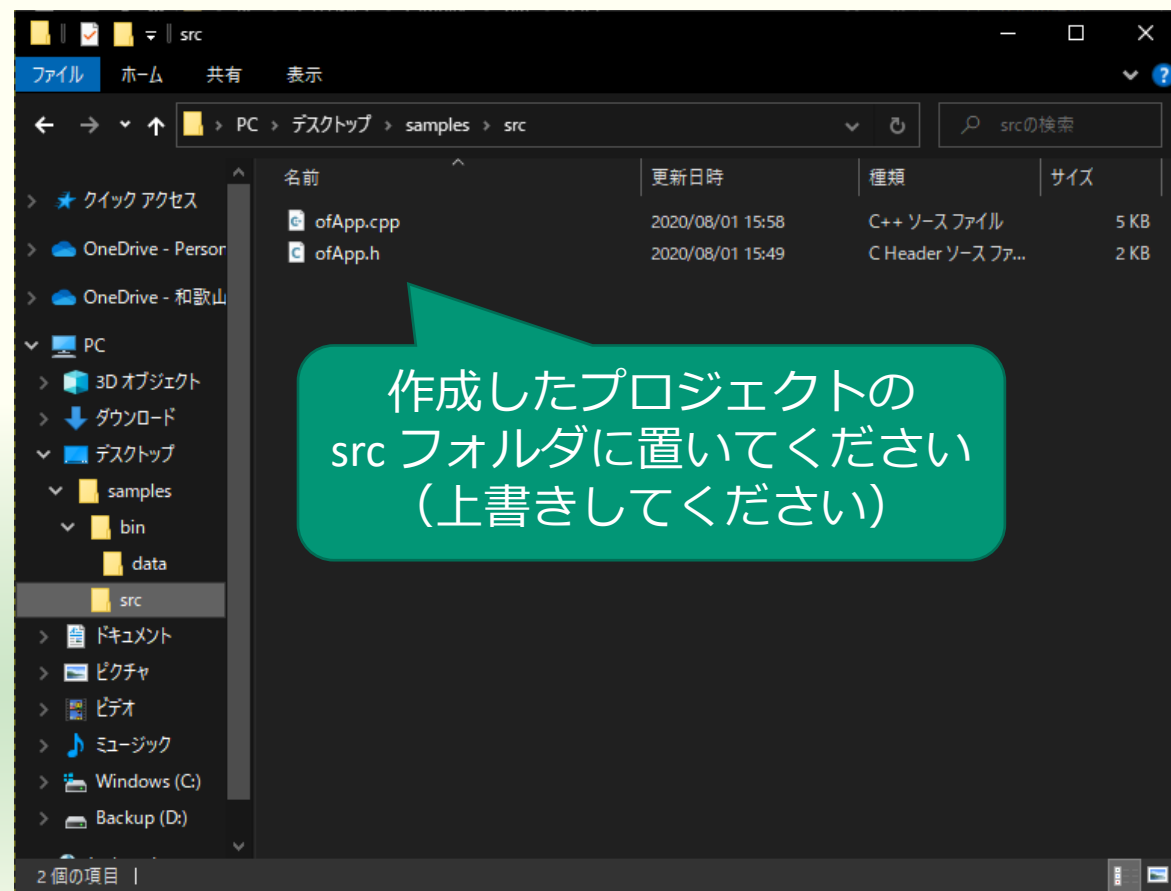 src
ファイル ホーム 共有 表示
PC > デスクトップ > samples > src
srcの検索
名前 更新日時 種類 サイズ
ofApp.cpp 2020/08/01 15:58 C++ ソース ファイル 5 KB
ofApp.h 2020/08/01 15:49 C Header ソース ファ... 2 KB
クイック アクセス
OneDrive - Person
OneDrive - 和歌山
PC
3D オブジェクト
ダウンロード
デスクトップ
samples
bin
data
src
ドキュメント
ピクチャ
ビデオ
ミュージック
Windows (C:)
Backup (D:)
作成したプロジェクトの
src フォルダに置いてください
（上書きしてください）
2 個の項目